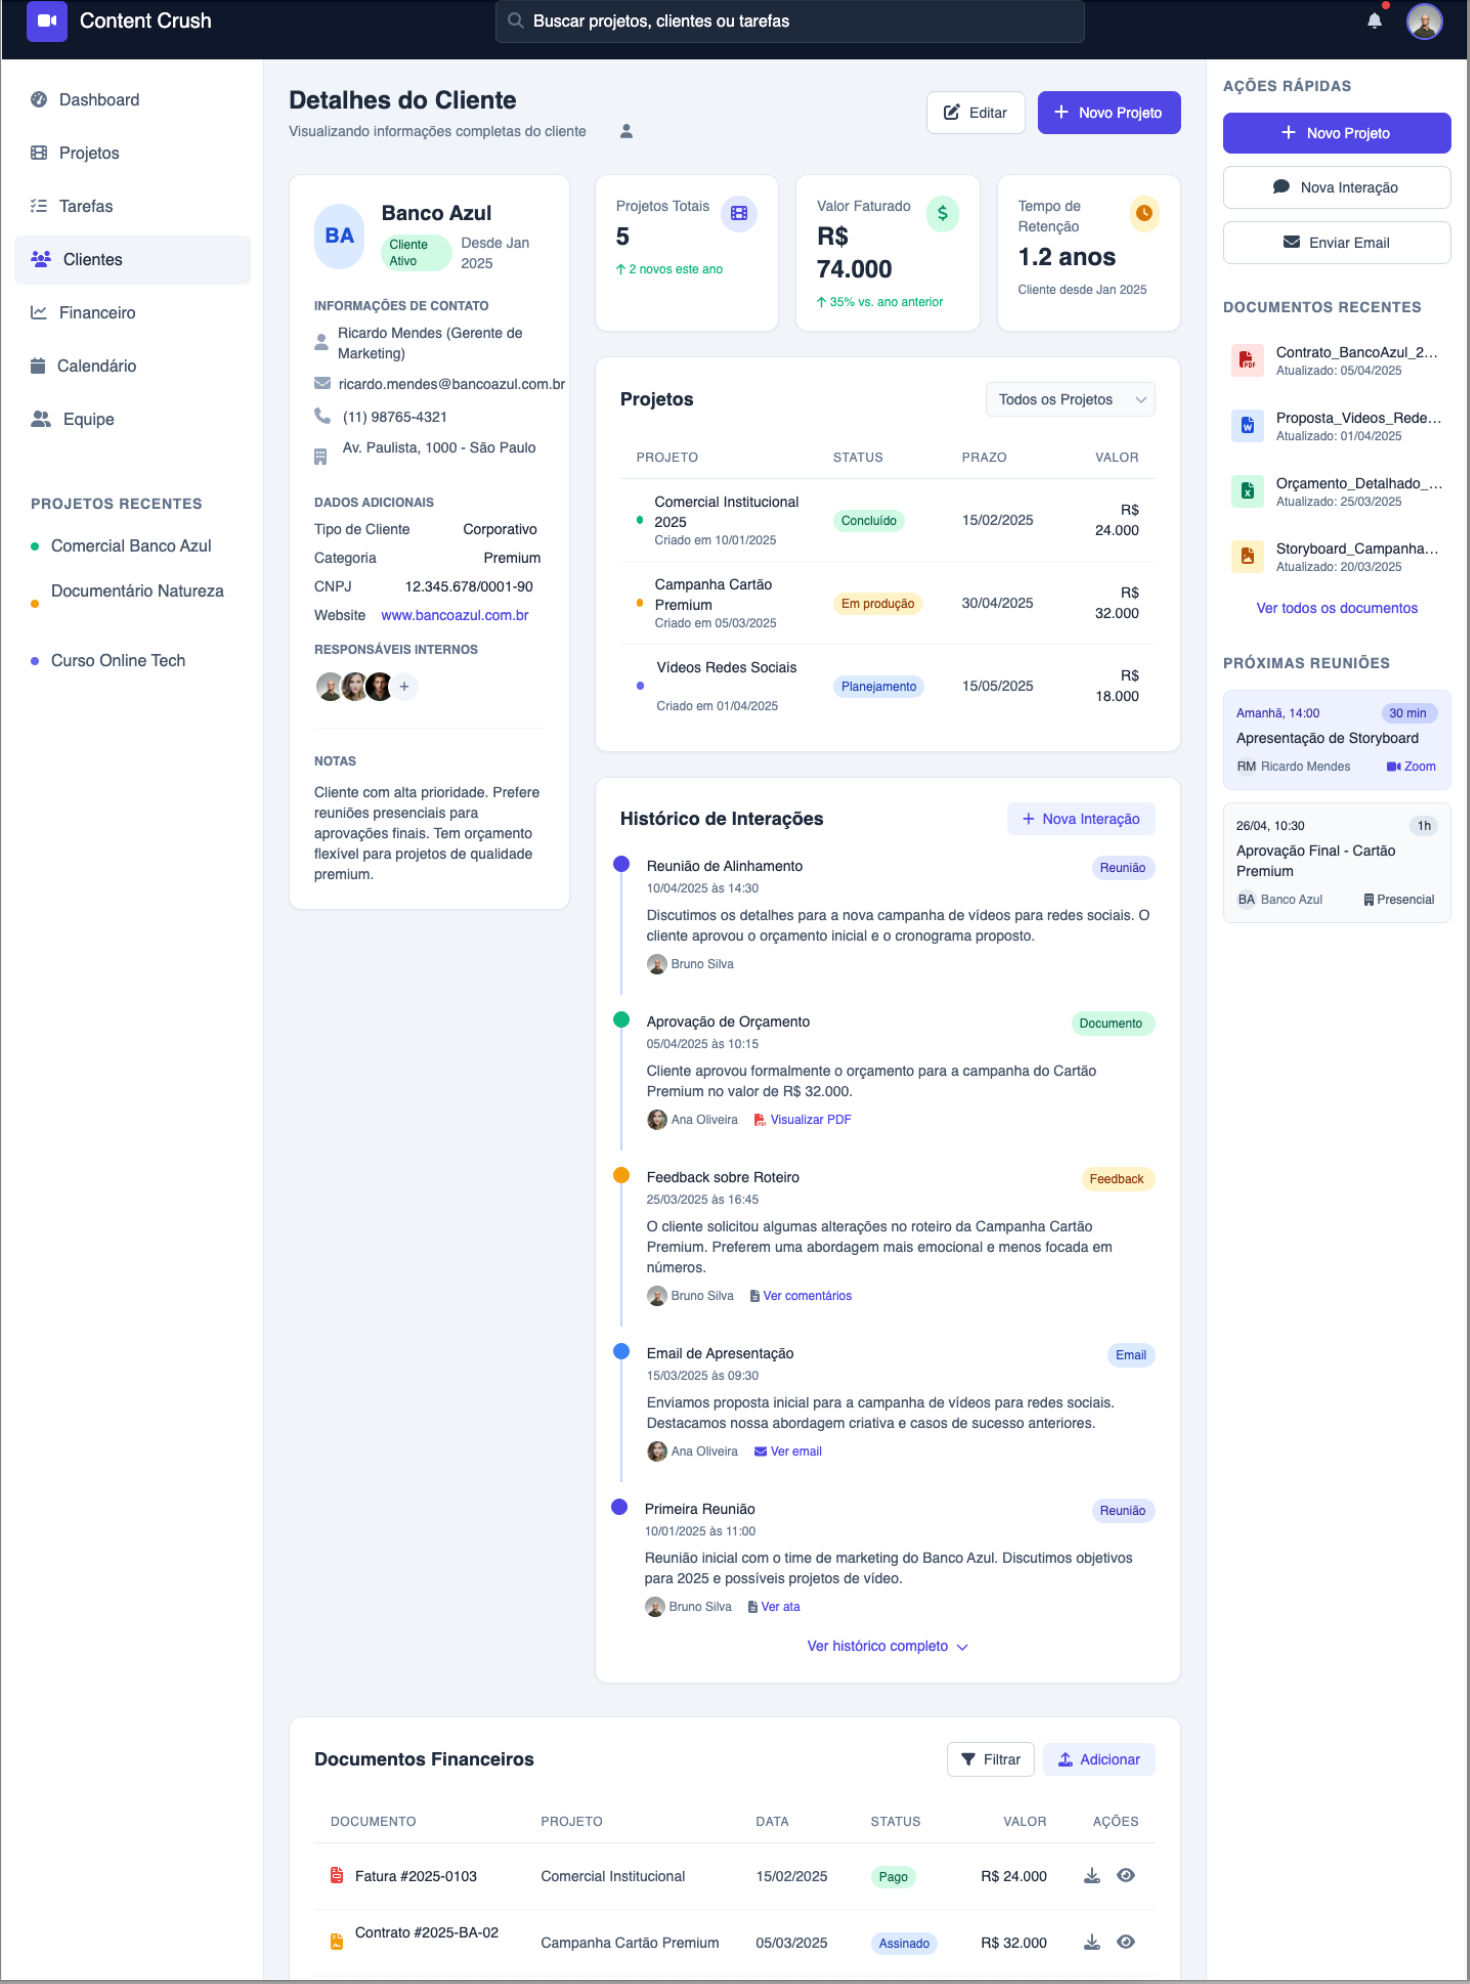 Content Crush
Buscar projetos, clientes ou tarefas
Dashboard
Projetos
Tarefas
Clientes
Financeiro
Calendário
Equipe
PROJETOS RECENTES
Comercial Banco Azul
Documentário Natureza
Curso Online Tech
Detalhes do Cliente
Visualizando informações completas do cliente
Editar
Novo Projeto
BA
Banco Azul
Cliente
Ativo
Desde Jan
2025
INFORMAÇÕES DE CONTATO
Ricardo Mendes (Gerente de
Marketing)
ricardo.mendes@bancoazul.com.br
(11) 98765-4321
Av. Paulista, 1000 - São Paulo
DADOS ADICIONAIS
Tipo de Cliente Corporativo
Categoria Premium
CNPJ 12.345.678/0001-90
Website www.bancoazul.com.br
RESPONSÁVEIS INTERNOS
+
NOTAS
Cliente com alta prioridade. Prefere
reuniões presenciais para
aprovações finais. Tem orçamento
flexível para projetos de qualidade
premium.
Projetos Totais
5
2 novos este ano
Valor Faturado
$
R$
74.000
35% vs. ano anterior
Tempo de
Retenção
1.2 anos
Cliente desde Jan 2025
Projetos
Todos os Projetos
PROJETO STATUS PRAZO VALOR
Comercial Institucional
2025
Criado em 10/01/2025
Concluído
15/02/2025
R$
24.000
Campanha Cartão
Premium
Criado em 05/03/2025
Em produção
30/04/2025
R$
32.000
Vídeos Redes Sociais
Criado em 01/04/2025
Planejamento
15/05/2025
R$
18.000
Histórico de Interações
Nova Interação
Reunião de Alinhamento
Reunião
10/04/2025 às 14:30
Discutimos os detalhes para a nova campanha de vídeos para redes sociais. O
cliente aprovou o orçamento inicial e o cronograma proposto.
Bruno Silva
Aprovação de Orçamento
Documento
05/04/2025 às 10:15
Cliente aprovou formalmente o orçamento para a campanha do Cartão
Premium no valor de R$ 32.000.
Ana Oliveira
Visualizar PDF
Feedback sobre Roteiro
Feedback
25/03/2025 às 16:45
O cliente solicitou algumas alterações no roteiro da Campanha Cartão
Premium. Preferem uma abordagem mais emocional e menos focada em
números.
Bruno Silva
Ver comentários
Email de Apresentação
Email
15/03/2025 às 09:30
Enviamos proposta inicial para a campanha de vídeos para redes sociais.
Destacamos nossa abordagem criativa e casos de sucesso anteriores.
Ana Oliveira
Ver email
Primeira Reunião
Reunião
10/01/2025 às 11:00
Reunião inicial com o time de marketing do Banco Azul. Discutimos objetivos
para 2025 e possíveis projetos de vídeo.
Bruno Silva
Ver ata
Ver histórico completo
Documentos Financeiros
Filtrar
Adicionar
DOCUMENTO PROJETO DATA STATUS VALOR AÇÕES
Fatura #2025-0103 Comercial Institucional 15/02/2025 Pago R$ 24.000
Contrato #2025-BA-02 Campanha Cartão Premium 05/03/2025 Assinado R$ 32.000
AÇÕES RÁPIDAS
Novo Projeto
Nova Interação
Enviar Email
DOCUMENTOS RECENTES
PDF
Contrato_BancoAzul_2...
Atualizado: 05/04/2025
Proposta_Videos_Rede...
Atualizado: 01/04/2025
Orçamento_Detalhado_...
Atualizado: 25/03/2025
Storyboard_Campanha...
Atualizado: 20/03/2025
Ver todos os documentos
PRÓXIMAS REUNIÕES
Amanhã, 14:00
30 min
Apresentação de Storyboard
RM Ricardo Mendes
Zoom
26/04, 10:30
1h
Aprovação Final - Cartão
Premium
BA Banco Azul
Presencial